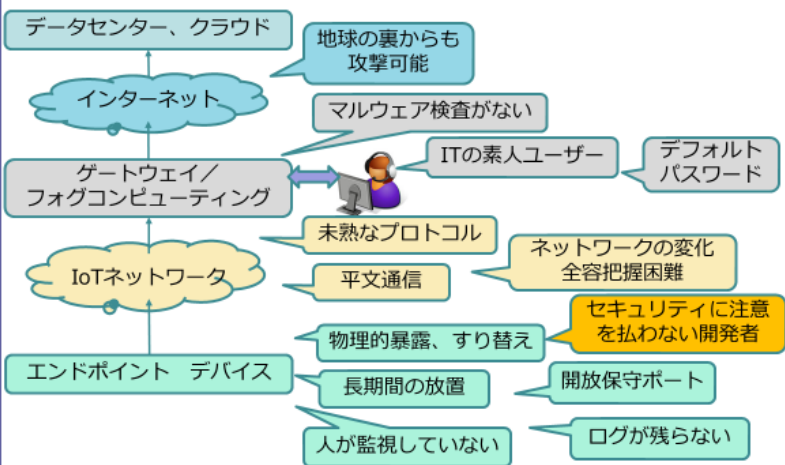 データセンター、クラウド
地球の裏からも
攻撃可能
インターネット
マルウェア検査がない
ITの素人ユーザー
デフォルト
パスワード
ゲートウェイ／
フォグコンピューティング
未熟なプロトコル
ネットワークの変化
全容把握困難
IoTネットワーク
平文通信
セキュリティに注意
を払わない開発者
物理的暴露、すり替え
エンドポイント　デバイス
長期間の放置
開放保守ポート
人が監視していない
ログが残らない